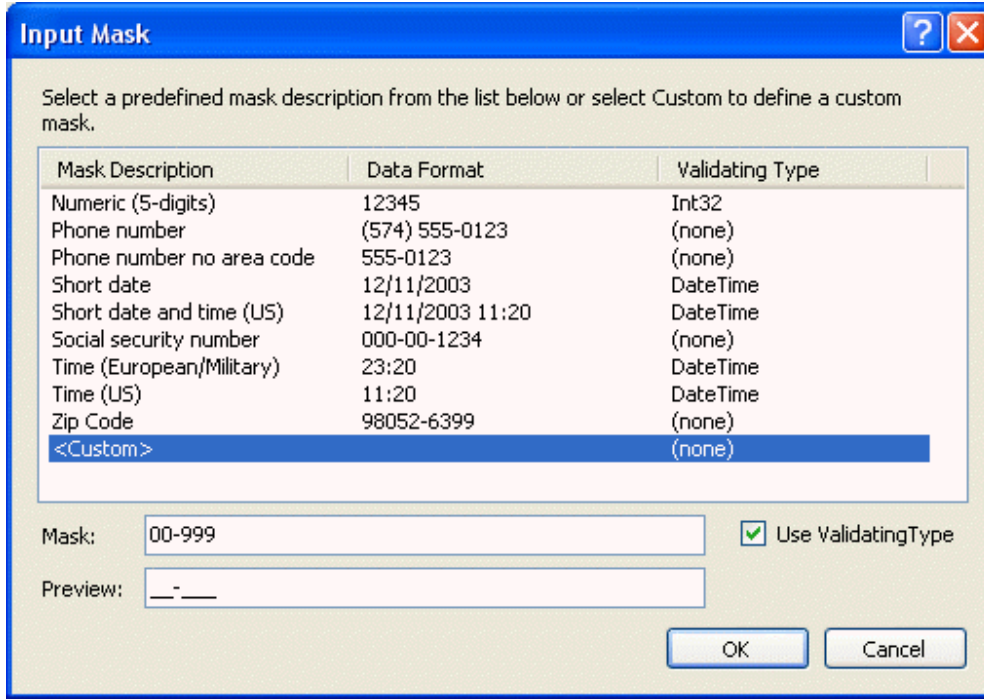 Input Mask
Select a predefined mask description from the list below or select Custom to define a custom
mask.
Mask Description Data Format Validating Type
Numeric (5-digits) 12345 Int32
Phone number (574) 555-0123 (none)
Phone number no area code 555-0123 (none)
Short date 12/11/2003 DateTime
Short date and time (US) 12/11/2003 11:20 DateTime
Social security number 000-00-1234 (none)
Time (European/Military) 23:20 DateTime
Time (US) 11:20 DateTime
Zip Code 98052-6399 (none)
<Custom> (none)
Mask: 00-999 Use ValidatingType
Preview: __-___
OK Cancel